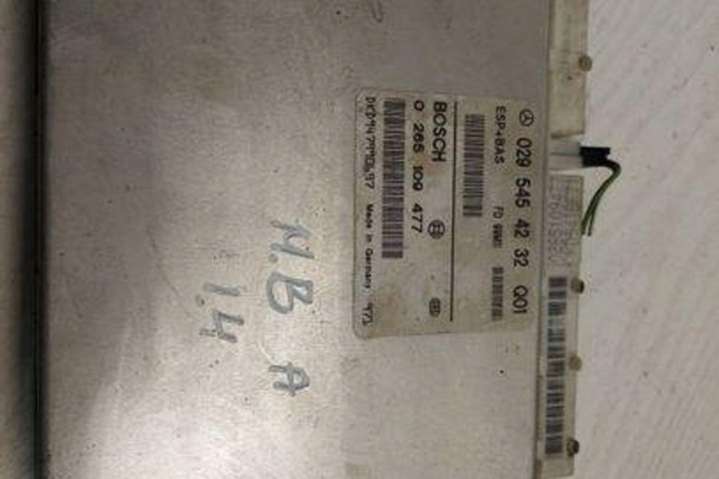 029 545 42 32 Q01
ESP+BAS
BOSCH
0 265 109 477
Made in Germany
M.B A
1.4